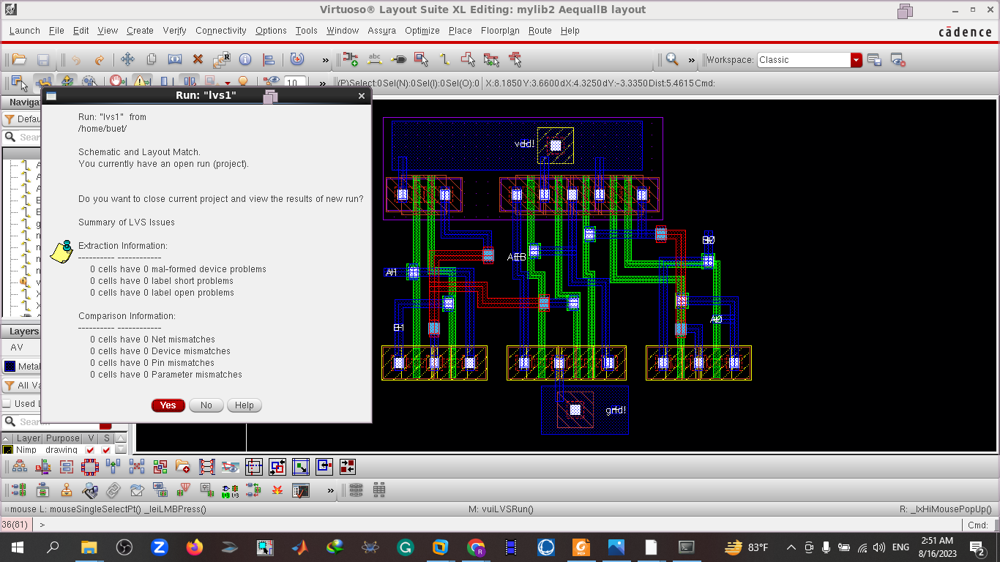 Virtuoso® Layout Suite XL Editing: mylib2 AequallB layout
Launch File Edit View Create Verify Connectivity Options Tools Window Assura Optimize Place Floorplan Route Help
cādence
» » » Workspace: Classic
10 » (P)Select:0 Sel(N):0 Sel(I):0 Sel(O):0 X:8.1850 Y:3.6600 dX:4.3250 dY:-3.3350 Dist:5.4615 Cmd:
Run: "lvs1"
Run: "lvs1" from
/home/buet/
Schematic and Layout Match.
You currently have an open run (project).
Do you want to close current project and view the results of new run?
Summary of LVS Issues
Extraction Information:
---------- ------------
0 cells have 0 mal-formed device problems
0 cells have 0 label short problems
0 cells have 0 label open problems
Comparison Information:
---------- ------------
0 cells have 0 Net mismatches
0 cells have 0 Device mismatches
0 cells have 0 Pin mismatches
0 cells have 0 Parameter mismatches
Yes No Help
Naviga
Defau
Sear
Layers
AV
Metal
All Va
Used L
Search
Layer Purpose V S
Nimp drawing
vdd!
AEB
A1
B1
B0
A0
gnd!
»
mouse L: mouseSingleSelectPt() _leiLMBPress() M: vuiLVSRun() R: _lxHiMousePopUp()
36(81) > Cmd:
83°F ENG 2:51 AM
8/16/2023 2